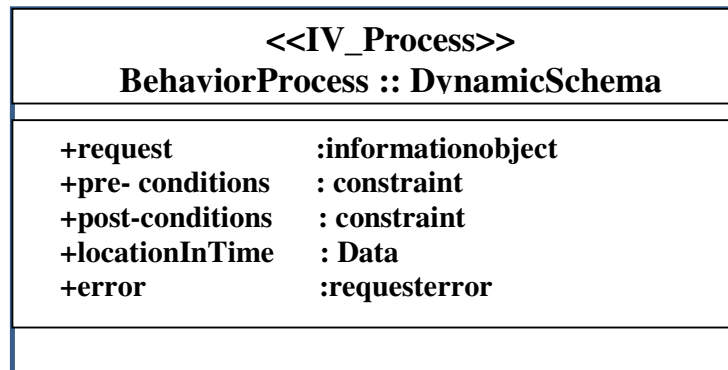 <<IV_Process>>
BehaviorProcess :: DynamicSchema
+request :informationobject
+pre- conditions : constraint
+post-conditions : constraint
+locationInTime : Data
+error :requesterror